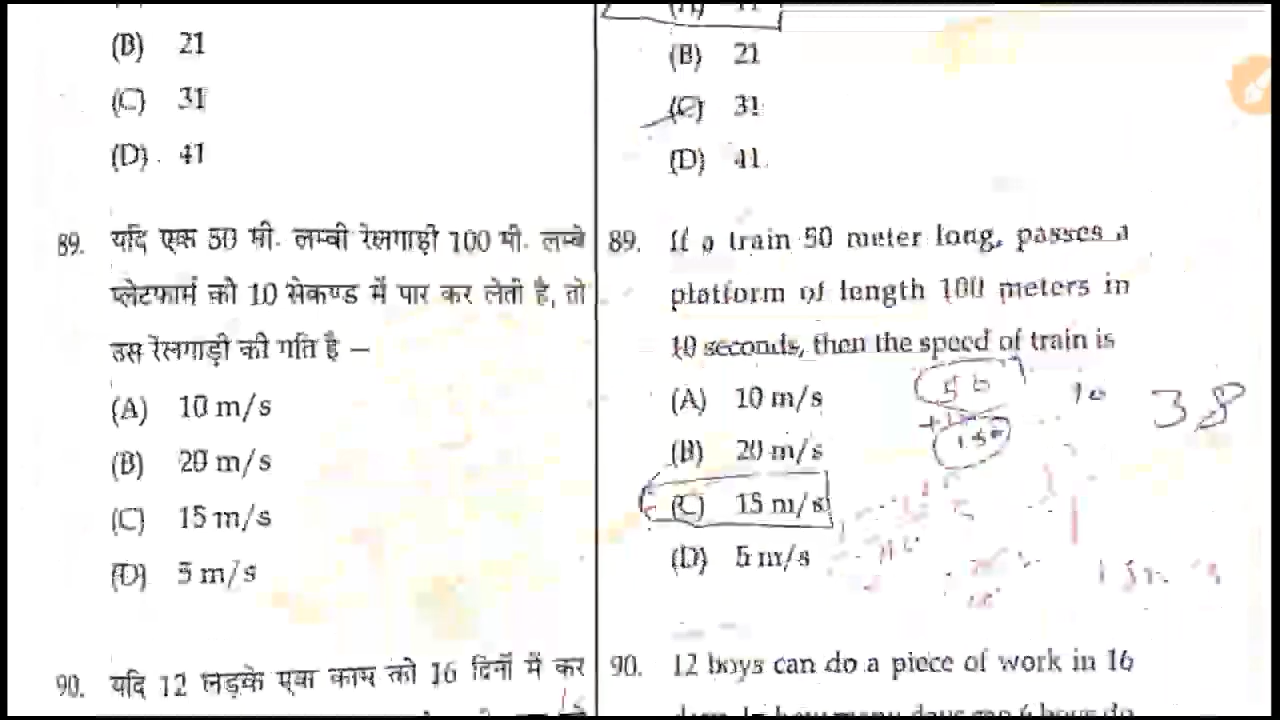 (B) 21
(C) 31
(D) 41
89. यदि एक 50 मी. लम्बी रेलगाड़ी 100 मी. लम्बे
प्लेटफार्म को 10 सेकण्ड में पार कर लेती है, तो
उस रेलगाड़ी की गति है –
(A) 10 m/s
(B) 20 m/s
(C) 15 m/s
(D) 5 m/s
90. यदि 12 लड़के एक काम को 16 दिनों में कर
(B) 21
(C) 31
(D) 41
89. If a train 50 meter long, passes a
platform of length 100 meters in
10 seconds, then the speed of train is
(A) 10 m/s
(B) 20 m/s
(C) 15 m/s
(D) 5 m/s
50
150
10
38
90. 12 boys can do a piece of work in 16